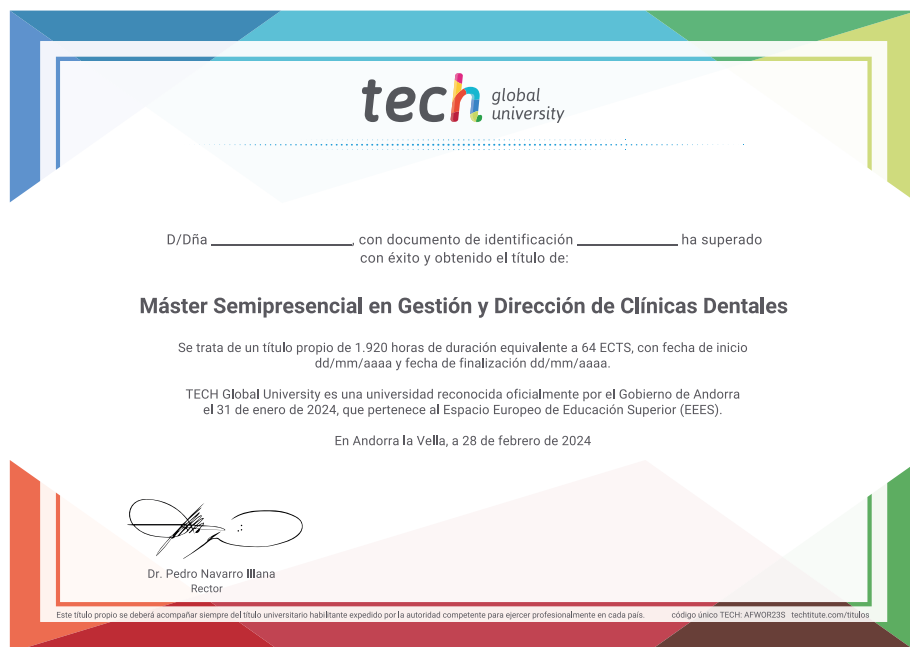 tech global
university
D/Dña ______________, con documento de identificación __________ ha superado
con éxito y obtenido el título de:
Máster Semipresencial en Gestión y Dirección de Clínicas Dentales
Se trata de un título propio de 1.920 horas de duración equivalente a 64 ECTS, con fecha de inicio
dd/mm/aaaa y fecha de finalización dd/mm/aaaa.
TECH Global University es una universidad reconocida oficialmente por el Gobierno de Andorra
el 31 de enero de 2024, que pertenece al Espacio Europeo de Educación Superior (EEES).
En Andorra la Vella, a 28 de febrero de 2024
Dr. Pedro Navarro Illana
Rector
Este título propio se deberá acompañar siempre del título universitario habilitante expedido por la autoridad competente para ejercer profesionalmente en cada país. código único TECH: AFWOR23S techtitute.com/titulos